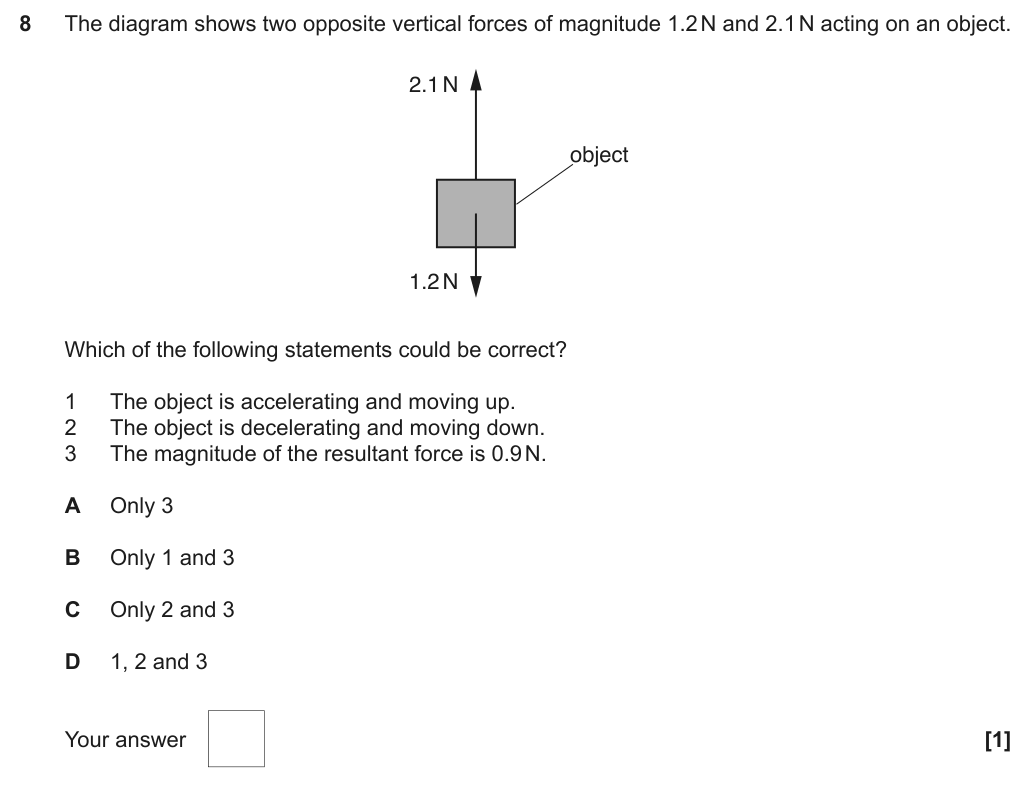 8 The diagram shows two opposite vertical forces of magnitude 1.2 N and 2.1 N acting on an object.
2.1 N
object
1.2 N
Which of the following statements could be correct?
1 The object is accelerating and moving up.
2 The object is decelerating and moving down.
3 The magnitude of the resultant force is 0.9 N.
A Only 3
B Only 1 and 3
C Only 2 and 3
D 1, 2 and 3
Your answer [1]